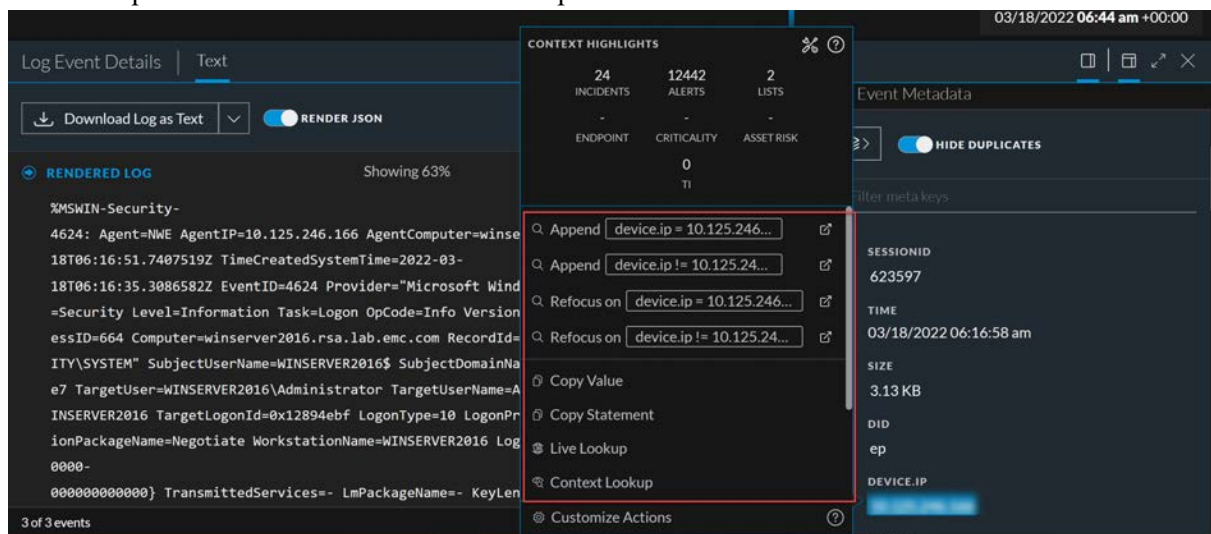 03/18/2022 06:44 am +00:00
Log Event Details | Text
Download Log as Text
RENDER JSON
RENDERED LOG
Showing 63%
%MSWIN-Security-
4624: Agent=NWE AgentIP=10.125.246.166 AgentComputer=winse
18T06:16:51.7407519Z TimeCreatedSystemTime=2022-03-
18T06:16:35.3086582Z EventID=4624 Provider="Microsoft Wind
=Security Level=Information Task=Logon OpCode=Info Version
essID=664 Computer=winserver2016.rsa.lab.emc.com RecordId=
ITY\SYSTEM" SubjectUserName=WINSERVER2016$ SubjectDomainNa
e7 TargetUser=WINSERVER2016\Administrator TargetUserName=A
INSERVER2016 TargetLogonId=0x12894ebf LogonType=10 LogonPr
ionPackageName=Negotiate WorkstationName=WINSERVER2016 Log
0000-
000000000000} TransmittedServices=- LmPackageName=- KeyLen
3 of 3 events
CONTEXT HIGHLIGHTS
24 12442 2
INCIDENTS ALERTS LISTS
- - -
ENDPOINT CRITICALITY ASSET RISK
0
TI
Append device.ip = 10.125.246...
Append device.ip != 10.125.24...
Refocus on device.ip = 10.125.246...
Refocus on device.ip != 10.125.24...
Copy Value
Copy Statement
Live Lookup
Context Lookup
Customize Actions
Event Metadata
HIDE DUPLICATES
Filter meta keys
SESSIONID
623597
TIME
03/18/2022 06:16:58 am
SIZE
3.13 KB
DID
ep
DEVICE.IP